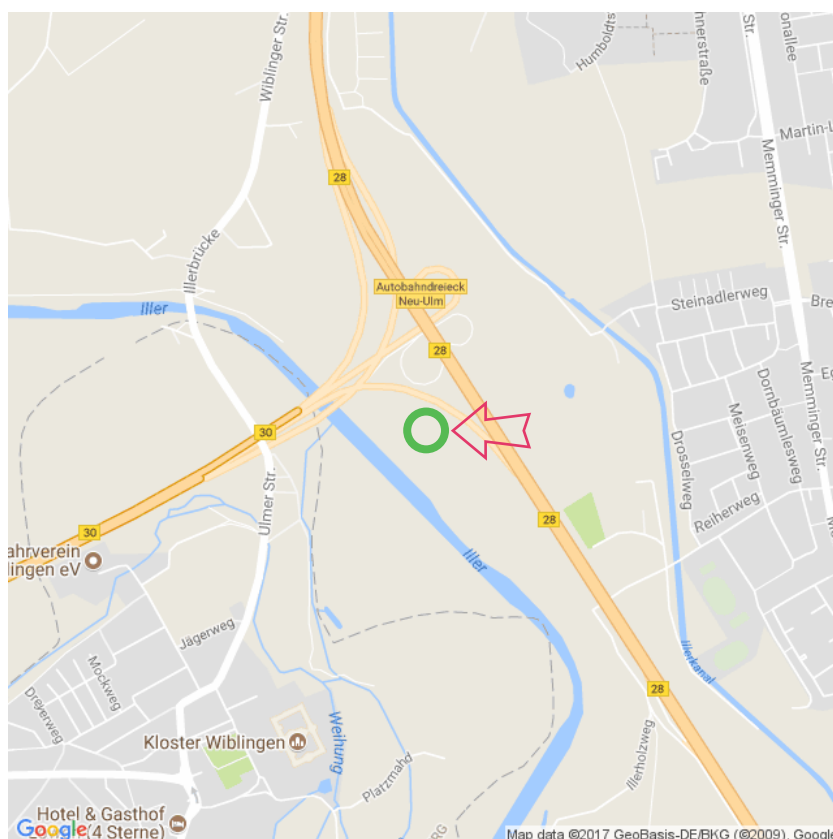 Wiblinger Str.
Humboldts
nnerstraße
Str.
onallee
Martin-L
Memminger Str.
28
Illerbrücke
Iller
Autobahndreieck
Neu-Ulm
Steinadlerweg
Bre
28
Memminger Str.
Dornbäumlesweg
Meisenweg
Drosselweg
30
Ulmer Str.
Reiherweg
28
30
ahrverein
lingen eV
Iller
Jägerweg
Mockweg
Dreyerweg
Illerkanal
28
Kloster Wiblingen
Weihung
Platzmahd
Illerholzweg
Hotel & Gasthof
(4 Sterne)
RG
Google
Map data ©2017 GeoBasis-DE/BKG (©2009), Google